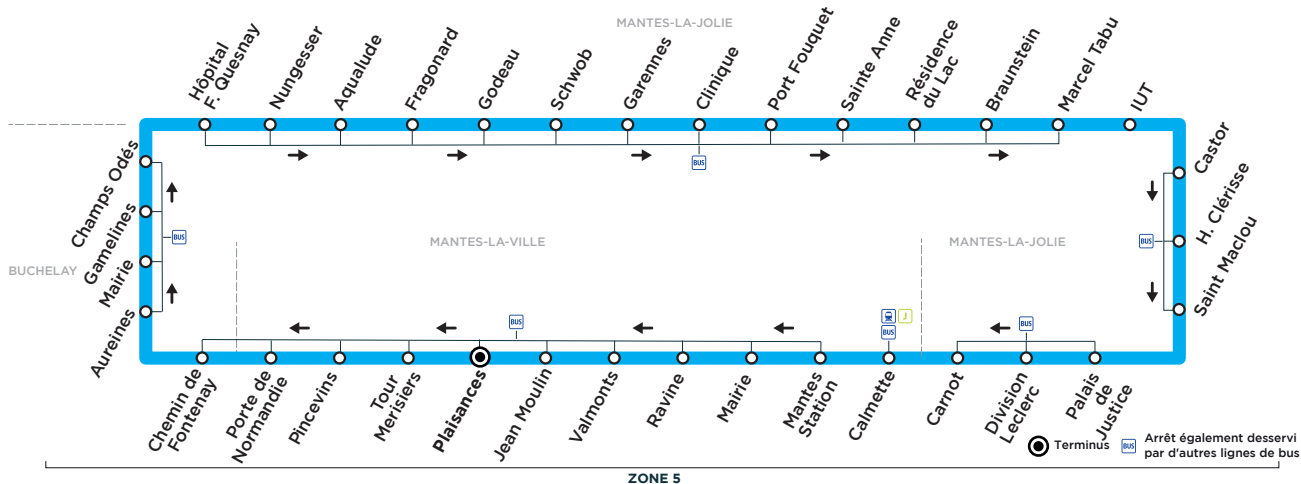 MANTES-LA-JOLIE
Hôpital
F. Quesnay
Nungesser
Aqualude
Fragonard
Godeau
Schwob
Garennes
Clinique
Port Fouquet
Sainte Anne
Résidence
du Lac
Braunstein
Marcel Tabu
IUT
BUS
Castor
H. Clérisse
BUS
Saint Maclou
Champs Odés
Gamelines
BUS
Mairie
Aureines
BUCHELAY
MANTES-LA-VILLE
MANTES-LA-JOLIE
BUS
J
BUS
BUS
Chemin de
Fontenay
Porte de
Normandie
Pincevins
Tour
Merisiers
Plaisances
Jean Moulin
Valmonts
Ravine
Mairie
Mantes
Station
Calmette
Carnot
Division
Leclerc
Palais
de
Justice
Terminus
BUS
Arrêt également desservi
par d'autres lignes de bus
ZONE 5